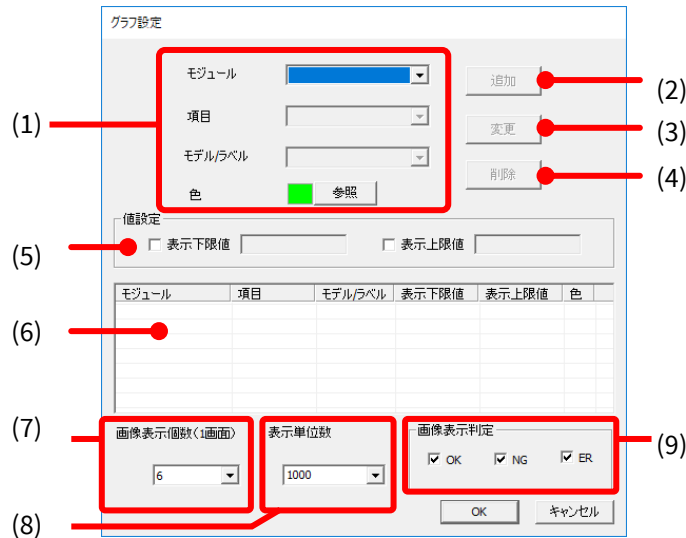 グラフ設定
(1)
モジュール
追加
(2)
項目
変更
(3)
モデル/ラベル
削除
(4)
色
参照
値設定
(5)
表示下限値
表示上限値
モジュール 項目 モデル/ラベル 表示下限値 表示上限値 色
(6)
(7)
画像表示個数(1画面)
表示単位数
画像表示判定
6
1000
OK NG ER
(9)
(8)
OK キャンセル